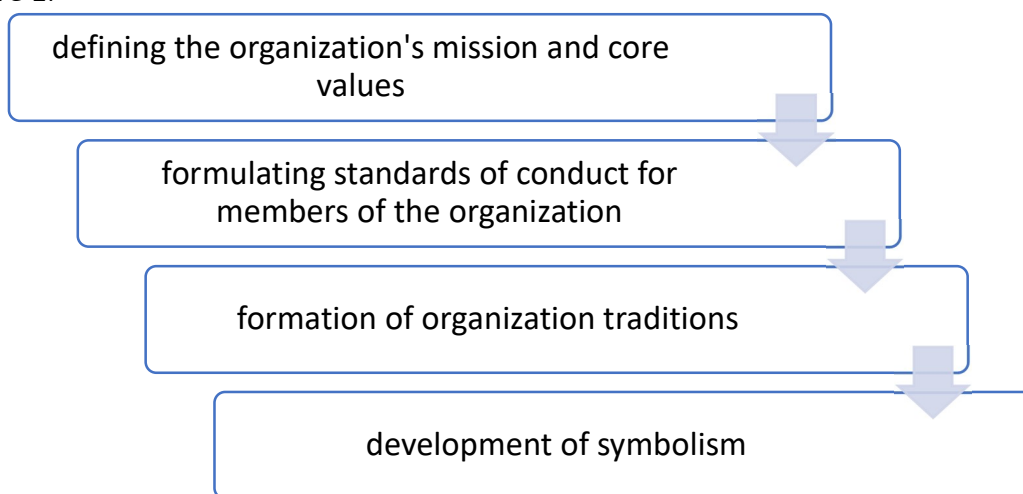 defining the organization's mission and core
values
formulating standards of conduct for
members of the organization
formation of organization traditions
development of symbolism